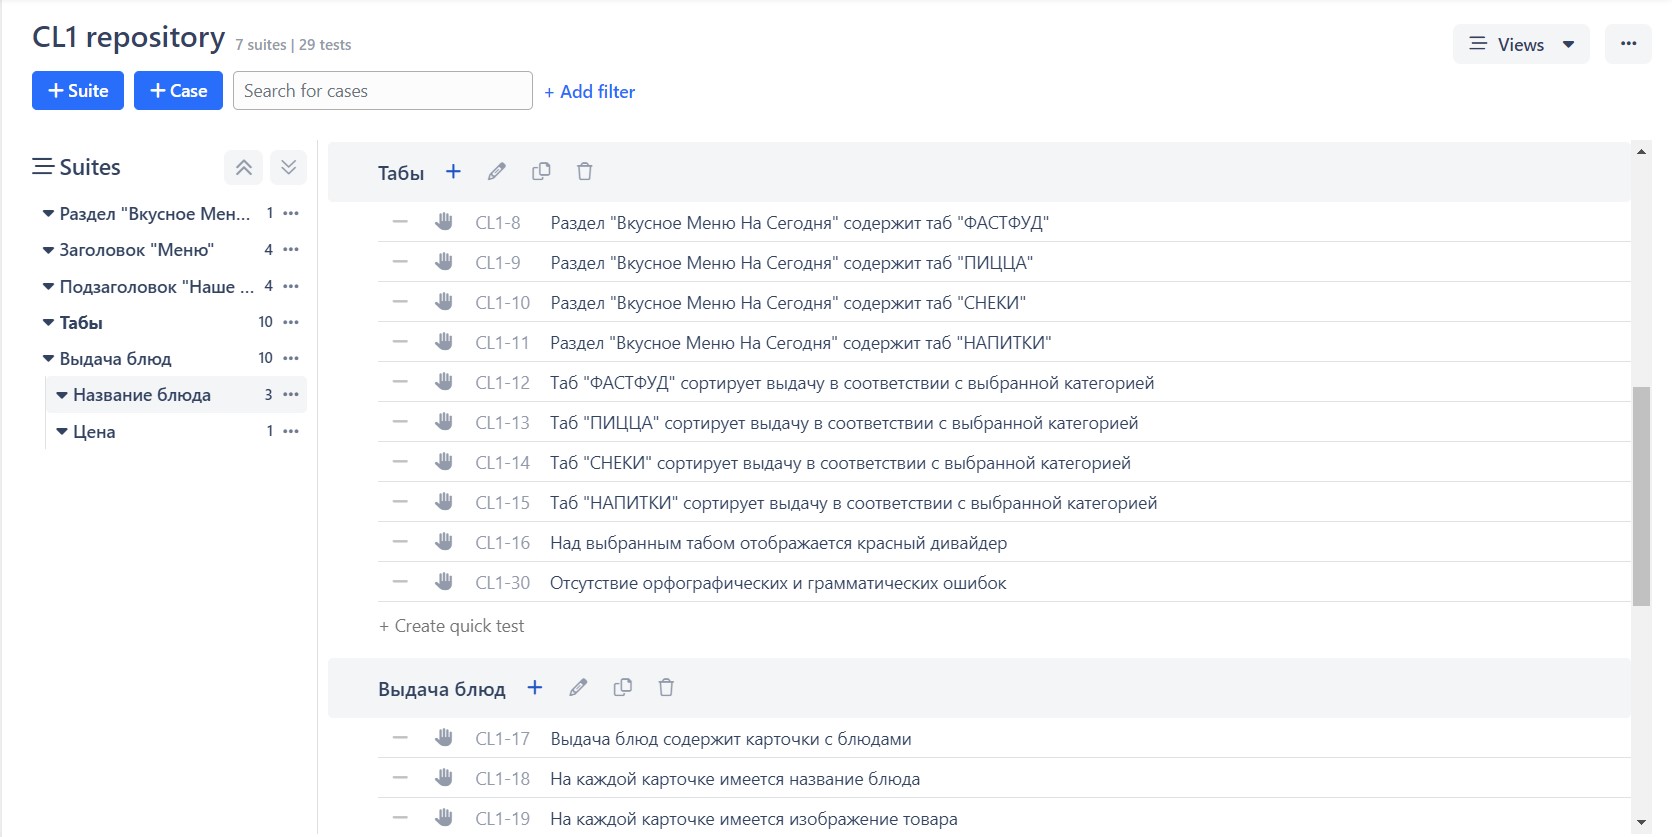 CL1 repository 7 suites | 29 tests
Views
+ Suite
+ Case
Search for cases
+ Add filter
Suites
Раздел "Вкусное Мен... 1
Заголовок "Меню" 4
Подзаголовок "Наше ... 4
Табы 10
Выдача блюд 10
Название блюда 3
Цена 1
Табы
CL1-8 Раздел "Вкусное Меню На Сегодня" содержит таб "ФАСТФУД"
CL1-9 Раздел "Вкусное Меню На Сегодня" содержит таб "ПИЦЦА"
CL1-10 Раздел "Вкусное Меню На Сегодня" содержит таб "СНЕКИ"
CL1-11 Раздел "Вкусное Меню На Сегодня" содержит таб "НАПИТКИ"
CL1-12 Таб "ФАСТФУД" сортирует выдачу в соответствии с выбранной категорией
CL1-13 Таб "ПИЦЦА" сортирует выдачу в соответствии с выбранной категорией
CL1-14 Таб "СНЕКИ" сортирует выдачу в соответствии с выбранной категорией
CL1-15 Таб "НАПИТКИ" сортирует выдачу в соответствии с выбранной категорией
CL1-16 Над выбранным табом отображается красный дивайдер
CL1-30 Отсутствие орфографических и грамматических ошибок
+ Create quick test
Выдача блюд
CL1-17 Выдача блюд содержит карточки с блюдами
CL1-18 На каждой карточке имеется название блюда
CL1-19 На каждой карточке имеется изображение товара